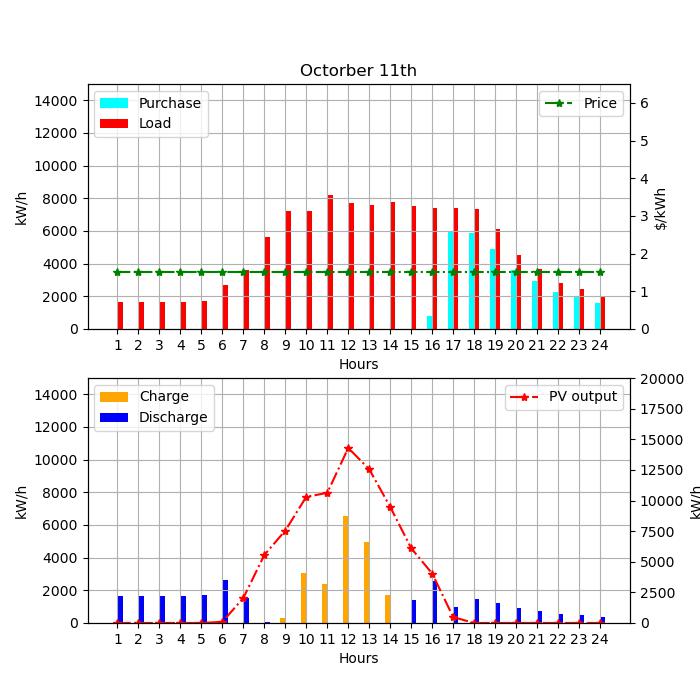 Octorber 11th
Purchase
Load
Price
14000
12000
10000
8000
6000
4000
2000
0
kW/h
6
5
4
3
2
1
0
$/kWh
1 2 3 4 5 6 7 8 9 10 11 12 13 14 15 16 17 18 19 20 21 22 23 24
Hours
Charge
Discharge
PV output
14000
12000
10000
8000
6000
4000
2000
0
kW/h
20000
17500
15000
12500
10000
7500
5000
2500
0
kW/h
1 2 3 4 5 6 7 8 9 10 11 12 13 14 15 16 17 18 19 20 21 22 23 24
Hours